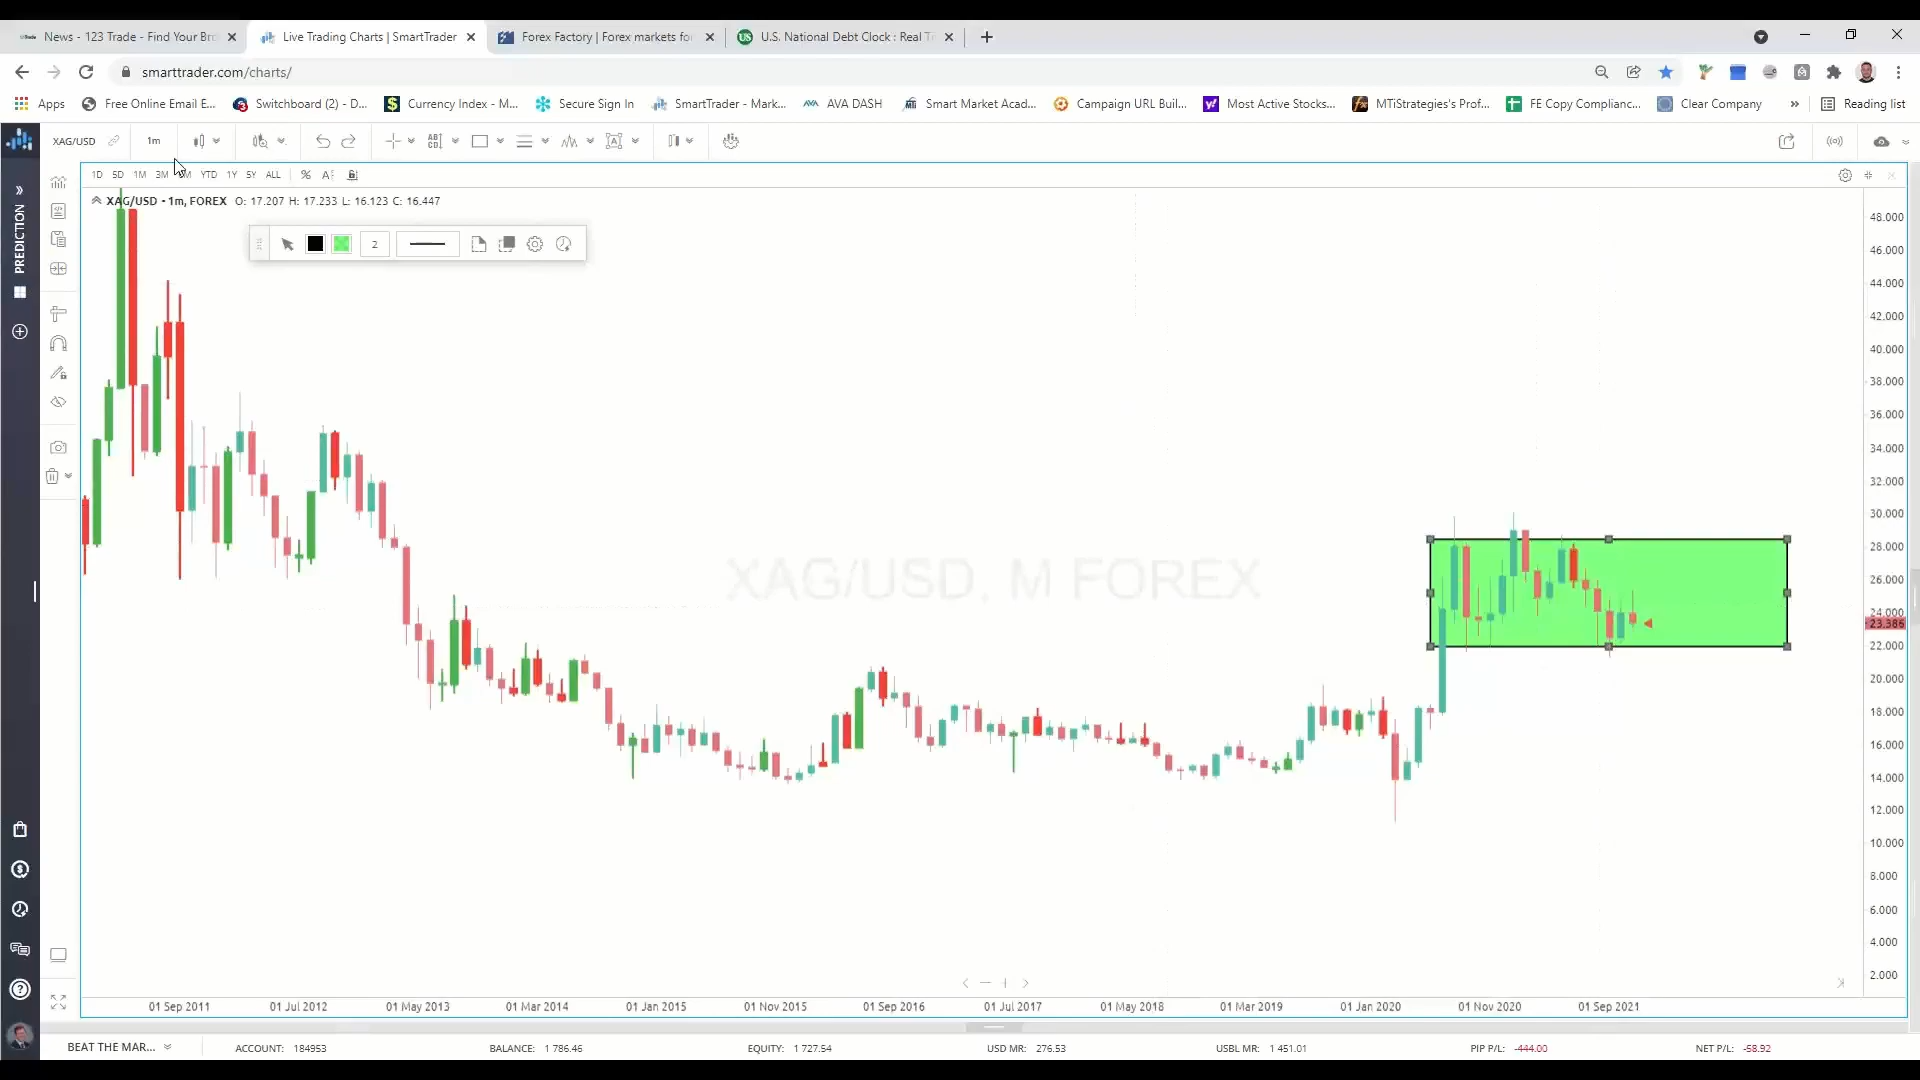 News - 123 Trade - Find Your Bro
Live Trading Charts | SmartTrader
Forex Factory | Forex markets fo
U.S. National Debt Clock : Real T
smarttrader.com/charts/
Apps
Free Online Email E...
Switchboard (2) - D...
Currency Index - M...
Secure Sign In
SmartTrader - Mark...
AVA DASH
Smart Market Acad...
Campaign URL Buil...
Most Active Stocks...
MTiStrategies's Prof...
FE Copy Complianc...
Clear Company
»
Reading list
XAG/USD
1m
1D 5D 1M 3M YTD 1Y 5Y ALL %
XAG/USD - 1m, FOREX O: 17.207 H: 17.233 L: 16.123 C: 16.447
2
PREDICTION
XAG/USD, M FOREX
48.000
46.000
44.000
42.000
40.000
38.000
36.000
34.000
32.000
30.000
28.000
26.000
24.000
23.386
22.000
20.000
18.000
16.000
14.000
12.000
10.000
8.000
6.000
4.000
2.000
01 Sep 2011 01 Jul 2012 01 May 2013 01 Mar 2014 01 Jan 2015 01 Nov 2015 01 Sep 2016 01 Jul 2017 01 May 2018 01 Mar 2019 01 Jan 2020 01 Nov 2020 01 Sep 2021
BEAT THE MAR... ACCOUNT: 184953 BALANCE: 1 786.46 EQUITY: 1 727.54 USD MR: 276.53 USBL MR: 1 451.01 PIP P/L: -444.00 NET P/L: -58.92